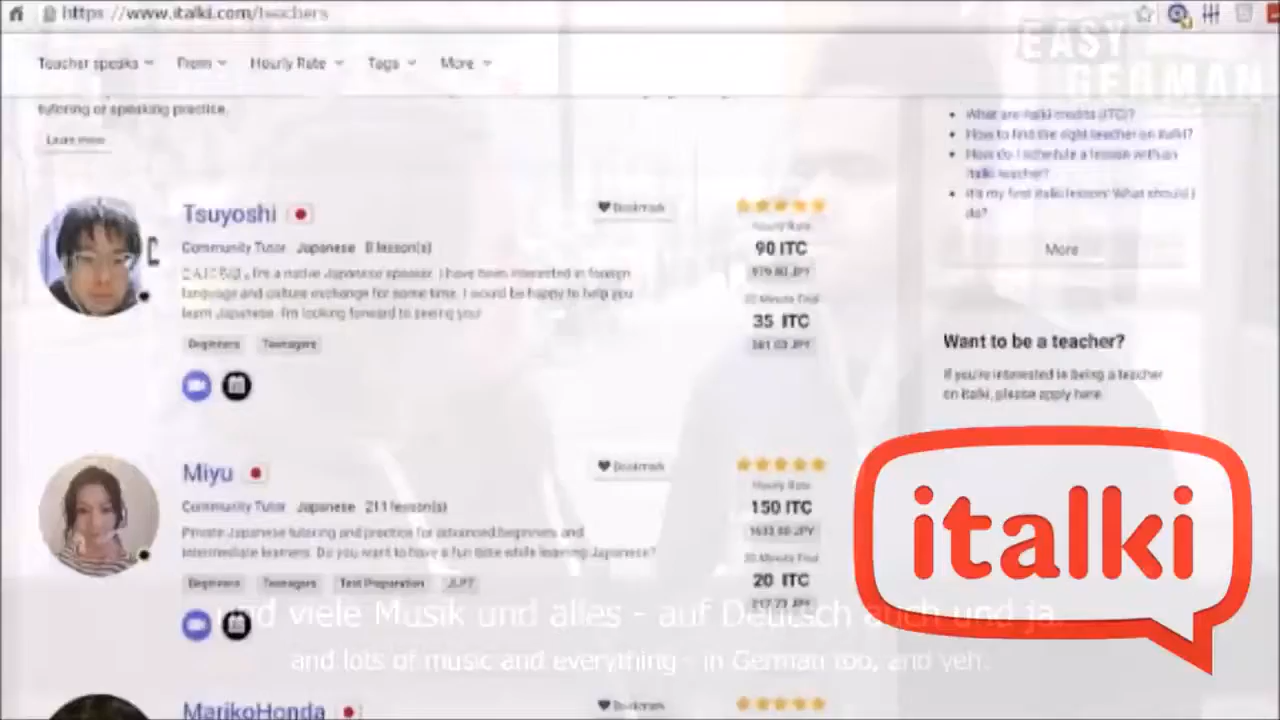 https://www.italki.com/teachers
EASY GERMAN
Teacher speaks From Hourly Rate Tags More
tutoring or speaking practice.
Learn more
What are italki credits (ITC)?
How to find the right teacher on italki?
How do I schedule a lesson with an
italki teacher?
It's my first italki lesson! What should I
do?
More
Tsuyoshi
Bookmark
Community Tutor Japanese 8 lesson(s)
I'm a native Japanese speaker. I have been interested in foreign
language and culture exchange for some time. I would be happy to help you
learn Japanese. I'm looking forward to seeing you!
Beginners Teenagers
Hourly Rate
90 ITC
30 Minute Trial
35 ITC
Want to be a teacher?
If you're interested in being a teacher
on italki, please apply here.
Miyu
Bookmark
Community Tutor Japanese 211 lesson(s)
Private Japanese tutoring and practice for advanced beginners and
intermediate learners. Do you want to have a fun time while learning Japanese?
Beginners Teenagers Test Preparation JLPT
Hourly Rate
150 ITC
30 Minute Trial
20 ITC
italki
und viele Musik und alles - auf Deutsch auch und ja.
and lots of music and everything - in German too, and yeh.
MarikoHonda
Bookmark